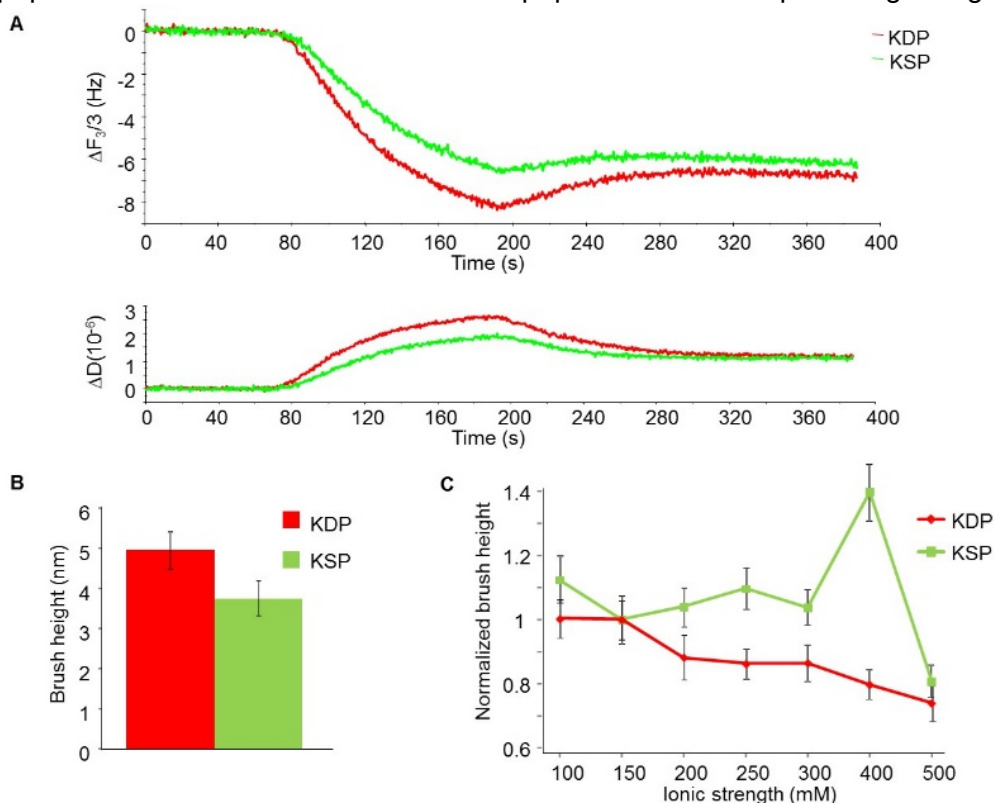 A
KDP
KSP
ΔF3/3 (Hz)
0
-2
-4
-6
-8
0 40 80 120 160 200 240 280 320 360 400
Time (s)
ΔD(10-6)
3
2
1
0
0 40 80 120 160 200 240 280 320 360 400
Time (s)
B
KDP
KSP
Brush height (nm)
6
5
4
3
2
1
0
C
KDP
KSP
Normalized brush height
1.4
1.2
1
0.8
0.6
100 150 200 250 300 400 500
Ionic strength (mM)